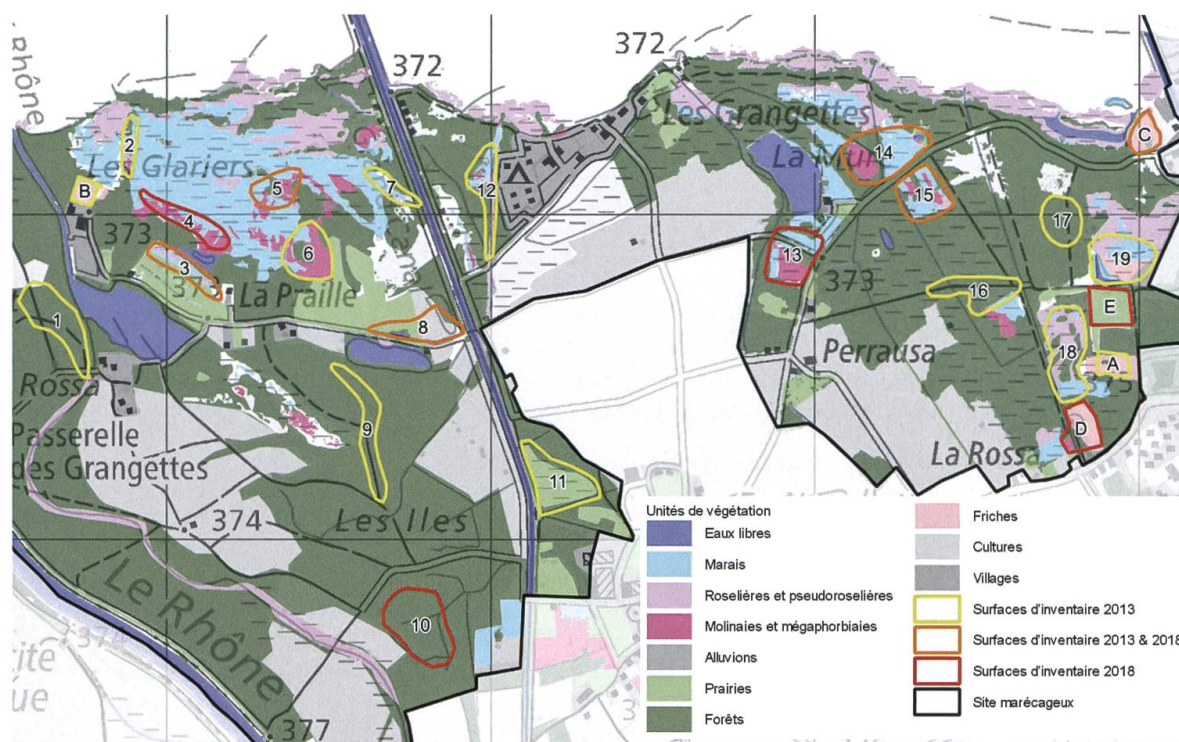 Rhône
372
372
Les Grangettes
C
2
Les Glariers
La Mure
14
B
5
7
12
15
4
17
373
6
13
19
3
373
La Praille
373
16
E
1
8
18
Perrausa
A
Rossa
373
9
D
Passerelle
des Grangettes
La Rossa
11
374
Les Iles
Le Rhône
10
374
377
Unités de végétation
Eaux libres
Marais
Roselières et pseudoroselières
Molinaies et mégaphorbiaies
Alluvions
Prairies
Forêts
Friches
Cultures
Villages
Surfaces d'inventaire 2013
Surfaces d'inventaire 2013 & 2018
Surfaces d'inventaire 2018
Site marécageux